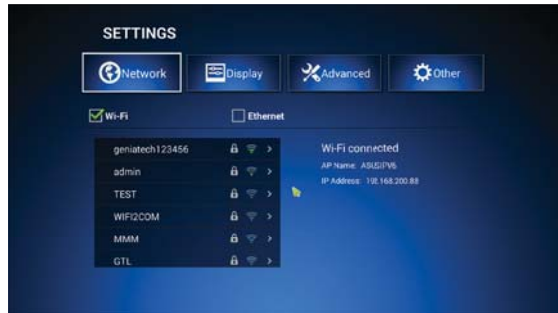 SETTINGS
Network Display Advanced Other
Wi-Fi Ethernet
geniatech123456
admin
TEST
WIFI2COM
MMM
GTL
Wi-Fi connected
AP Name: ASUSIPV6
IP Address: 192.168.200.88